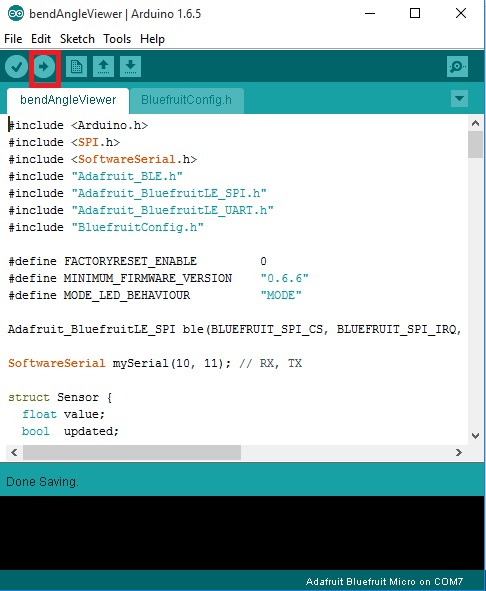 bendAngleViewer | Arduino 1.6.5
File Edit Sketch Tools Help
bendAngleViewer BluefruitConfig.h
#include <Arduino.h>
#include <SPI.h>
#include <SoftwareSerial.h>
#include "Adafruit_BLE.h"
#include "Adafruit_BluefruitLE_SPI.h"
#include "Adafruit_BluefruitLE_UART.h"
#include "BluefruitConfig.h"
#define FACTORYRESET_ENABLE 0
#define MINIMUM_FIRMWARE_VERSION "0.6.6"
#define MODE_LED_BEHAVIOUR "MODE"
Adafruit_BluefruitLE_SPI ble(BLUEFRUIT_SPI_CS, BLUEFRUIT_SPI_IRQ,
SoftwareSerial mySerial(10, 11); // RX, TX
struct Sensor {
float value;
bool updated;
Done Saving.
Adafruit Bluefruit Micro on COM7